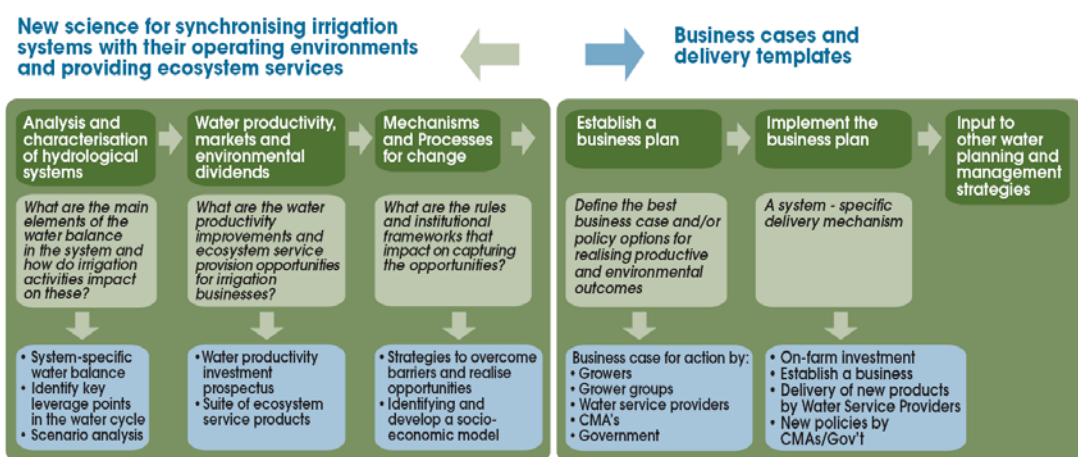 New science for synchronising irrigation
systems with their operating environments
and providing ecosystem services
Business cases and
delivery templates
Analysis and
characterisation
of hydrological
systems
Water productivity,
markets and
environmental
dividends
Mechanisms
and Processes
for change
Establish a
business plan
Implement the
business plan
Input to
other water
planning and
management
strategies
What are the main
elements of the
water balance
in the system and
how do irrigation
activities impact
on these?
What are the water
productivity
improvements and
ecosystem service
provision opportunities
for irrigation
businesses?
What are the rules
and institutional
frameworks that
impact on capturing
the opportunities?
Define the best
business case and/or
policy options for
realising productive
and environmental
outcomes
A system - specific
delivery mechanism
• System-specific
water balance
• Identify key
leverage points
in the water cycle
• Scenario analysis
• Water productivity
investment
prospectus
• Suite of ecosystem
service products
• Strategies to overcome
barriers and realise
opportunities
• Identifying and
develop a socio-
economic model
Business case for action by:
• Growers
• Grower groups
• Water service providers
• CMA's
• Government
• On-farm investment
• Establish a business
• Delivery of new products
by Water Service Providers
• New policies by
CMAs/Gov't